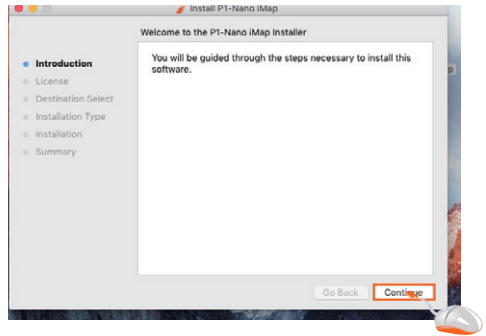 Install P1-Nano iMap
Welcome to the P1-Nano iMap Installer
Introduction
License
Destination Select
Installation Type
Installation
Summary
You will be guided through the steps necessary to install this
software.
Go Back
Continue